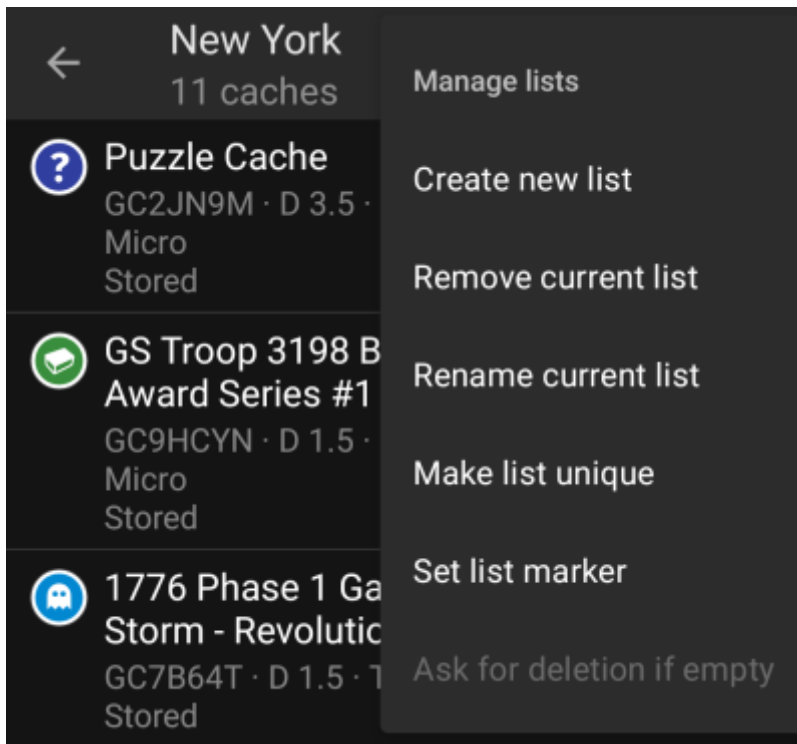 New York
11 caches
Puzzle Cache
GC2JN9M · D 3.5 ·
Micro
Stored
GS Troop 3198 B
Award Series #1
GC9HCYN · D 1.5 ·
Micro
Stored
1776 Phase 1 Ga
Storm - Revolutio
GC7B64T · D 1.5 · T
Stored
Manage lists
Create new list
Remove current list
Rename current list
Make list unique
Set list marker
Ask for deletion if empty